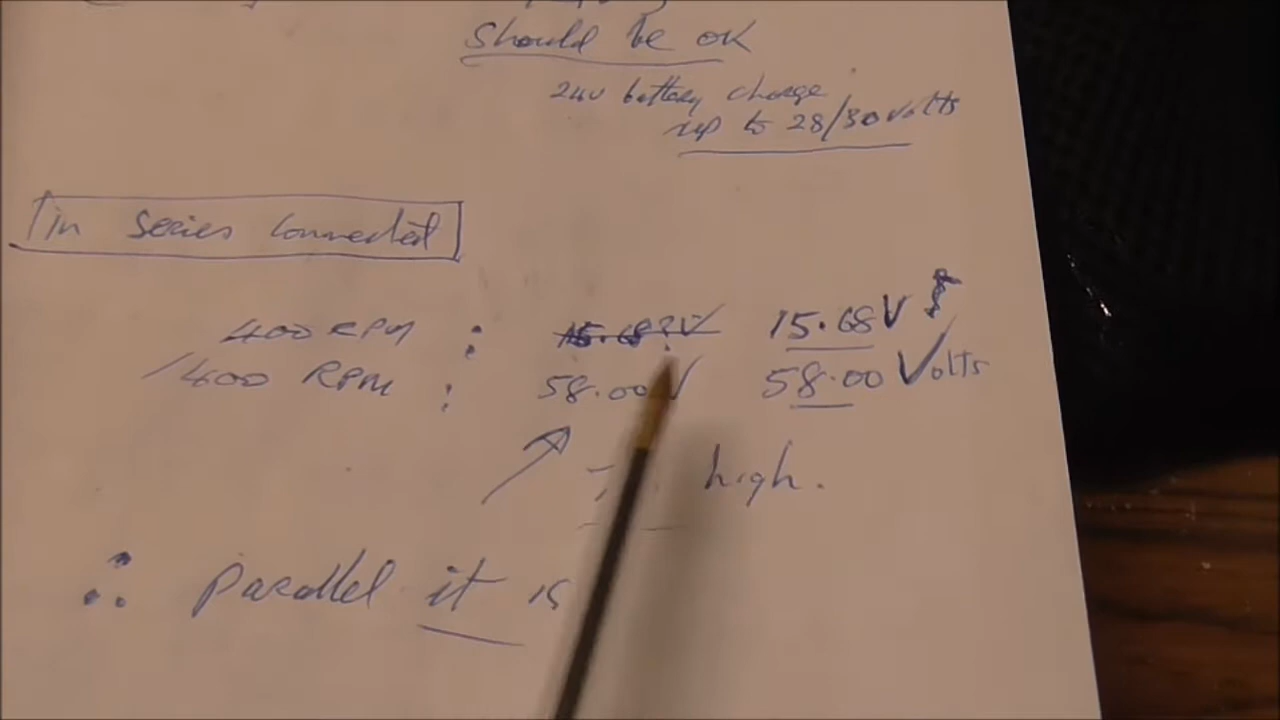 Should be OK
24v battery charge
up to 28/30 Volts
In Series Connected
400 RPM : 15.68 V 15.68V
1400 RPM : 58.00V 58.00 Volts
high.
∴ parallel it is